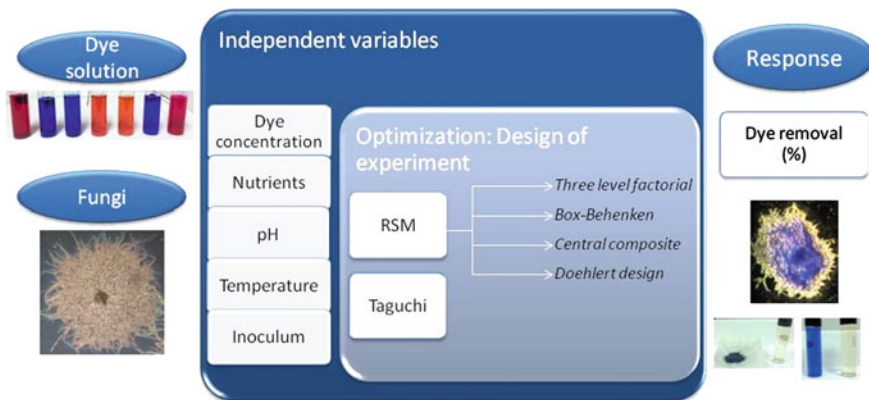 Dye
solution
Fungi
Independent variables
Dye
concentration
Nutrients
pH
Temperature
Inoculum
Optimization: Design of
experiment
RSM
Taguchi
Three level factorial
Box-Behenken
Central composite
Doehlert design
Response
Dye removal
(%)